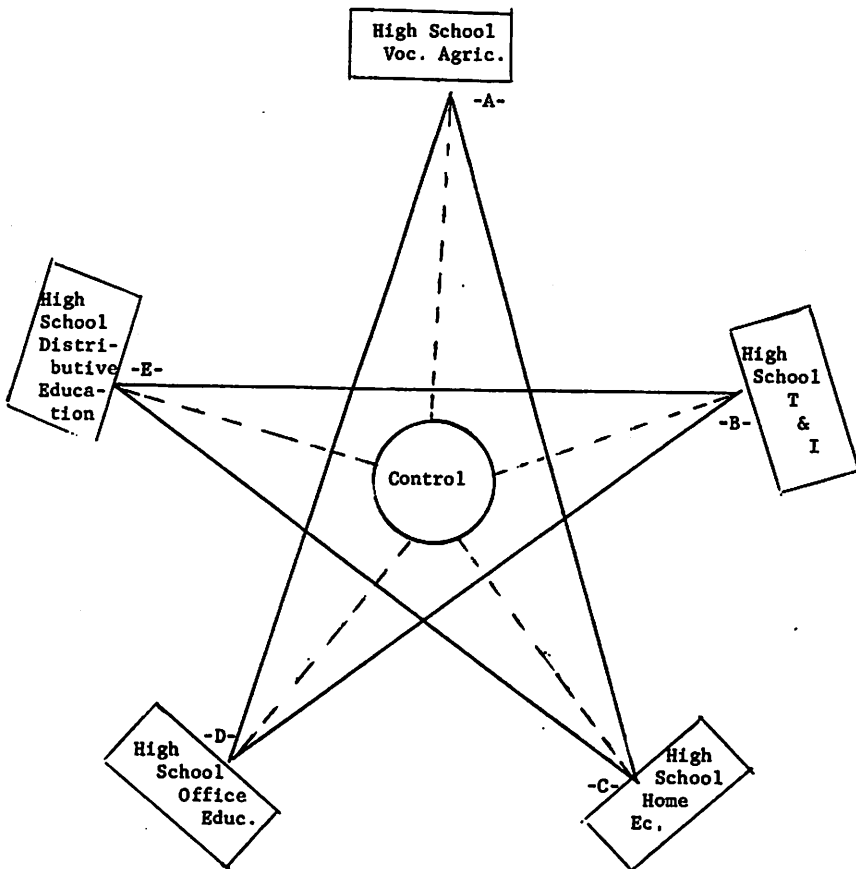 High School
Voc. Agric.
-A-
High
School
Distri-
butive
Educa-
tion
-E-
High
School
T
&
I
-B-
Control
-D-
High
School
Office
Educ.
-C-
High
School
Home
Ec.